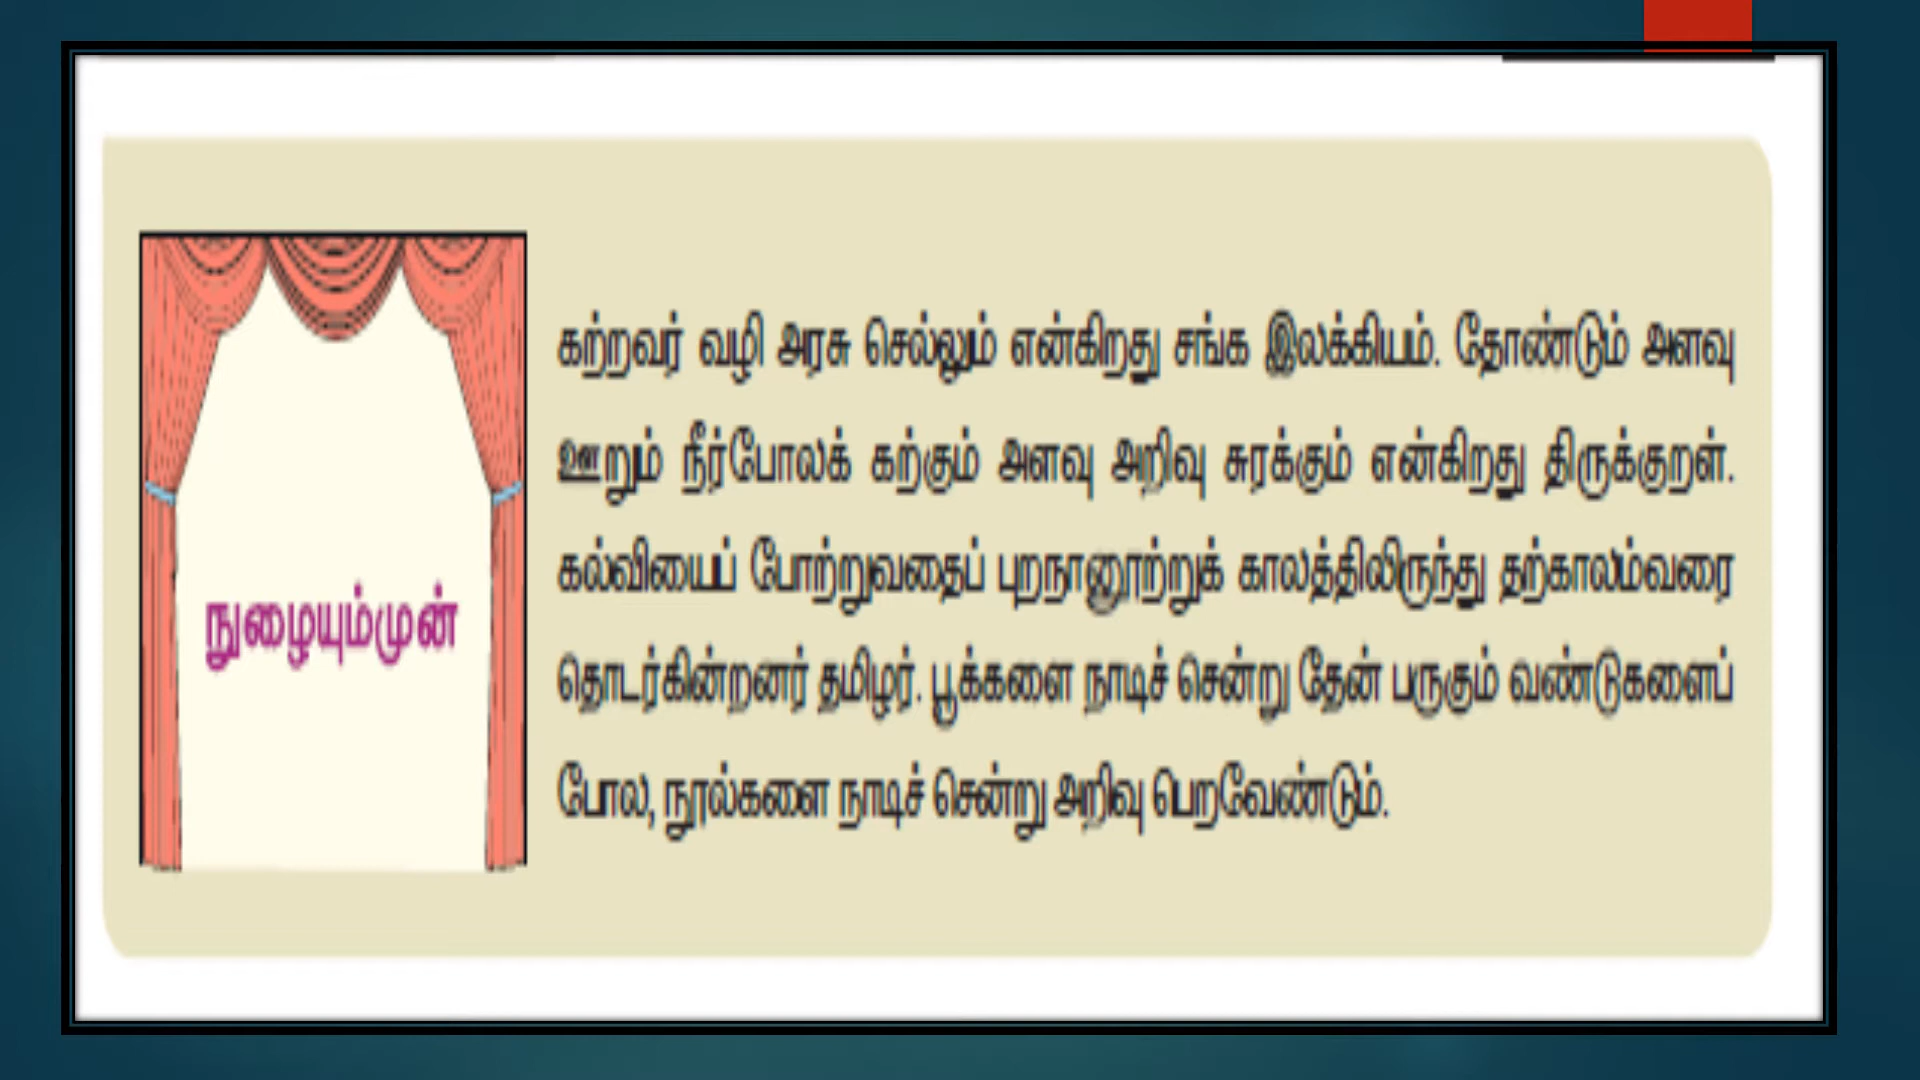 நுழையும்முன்
கற்றவர் வழி அரசு செல்லும் என்கிறது சங்க இலக்கியம். தோண்டும் அளவு
ஊறும் நீர்போலக் கற்கும் அளவு அறிவு சுரக்கும் என்கிறது திருக்குறள்.
கல்வியைப் போற்றுவதைப் புறநானூற்றுக் காலத்திலிருந்து தற்காலம்வரை
தொடர்கின்றனர் தமிழர். பூக்களை நாடிச் சென்று தேன் பருகும் வண்டுகளைப்
போல, நூல்களை நாடிச் சென்று அறிவு பெறவேண்டும்.